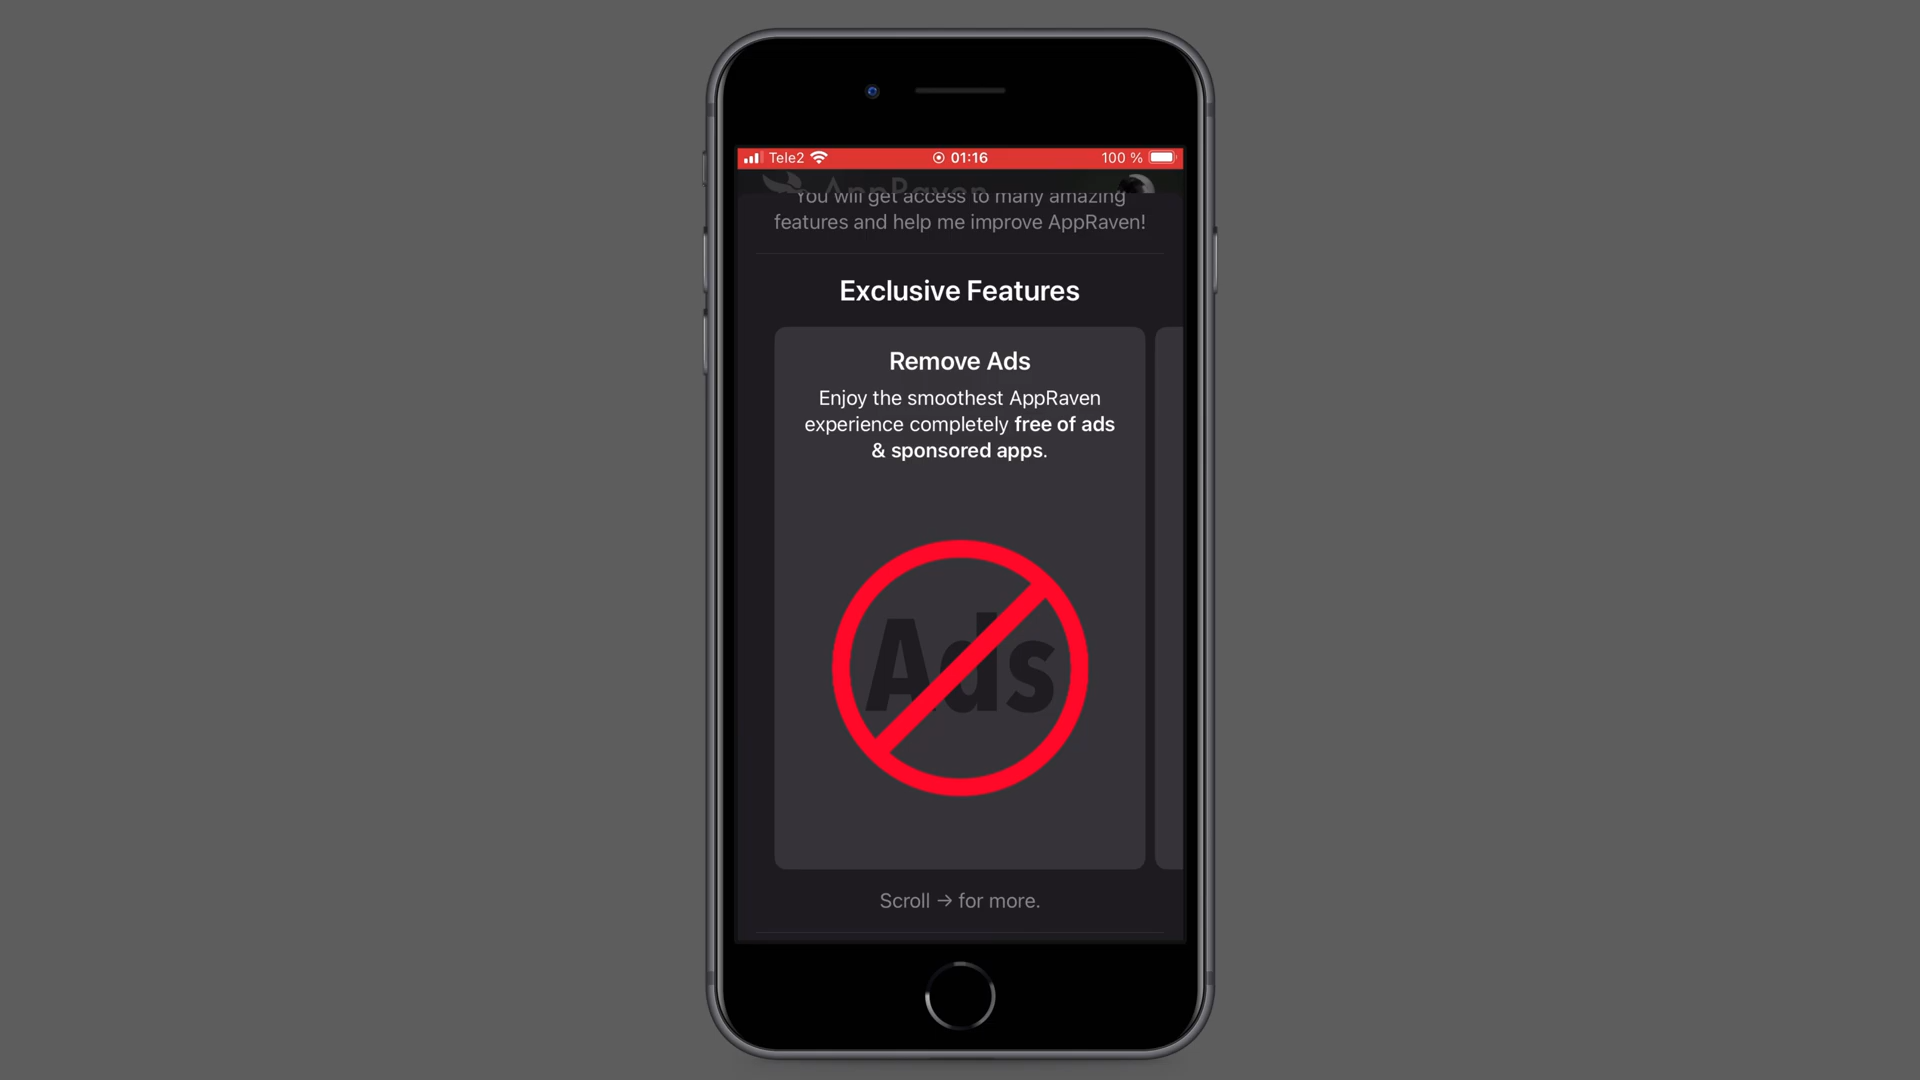 Tele2 01:16 100 %
AppRaven
You will get access to many amazing
features and help me improve AppRaven!
Exclusive Features
Remove Ads
Enjoy the smoothest AppRaven
experience completely free of ads
& sponsored apps.
Ads
Scroll → for more.